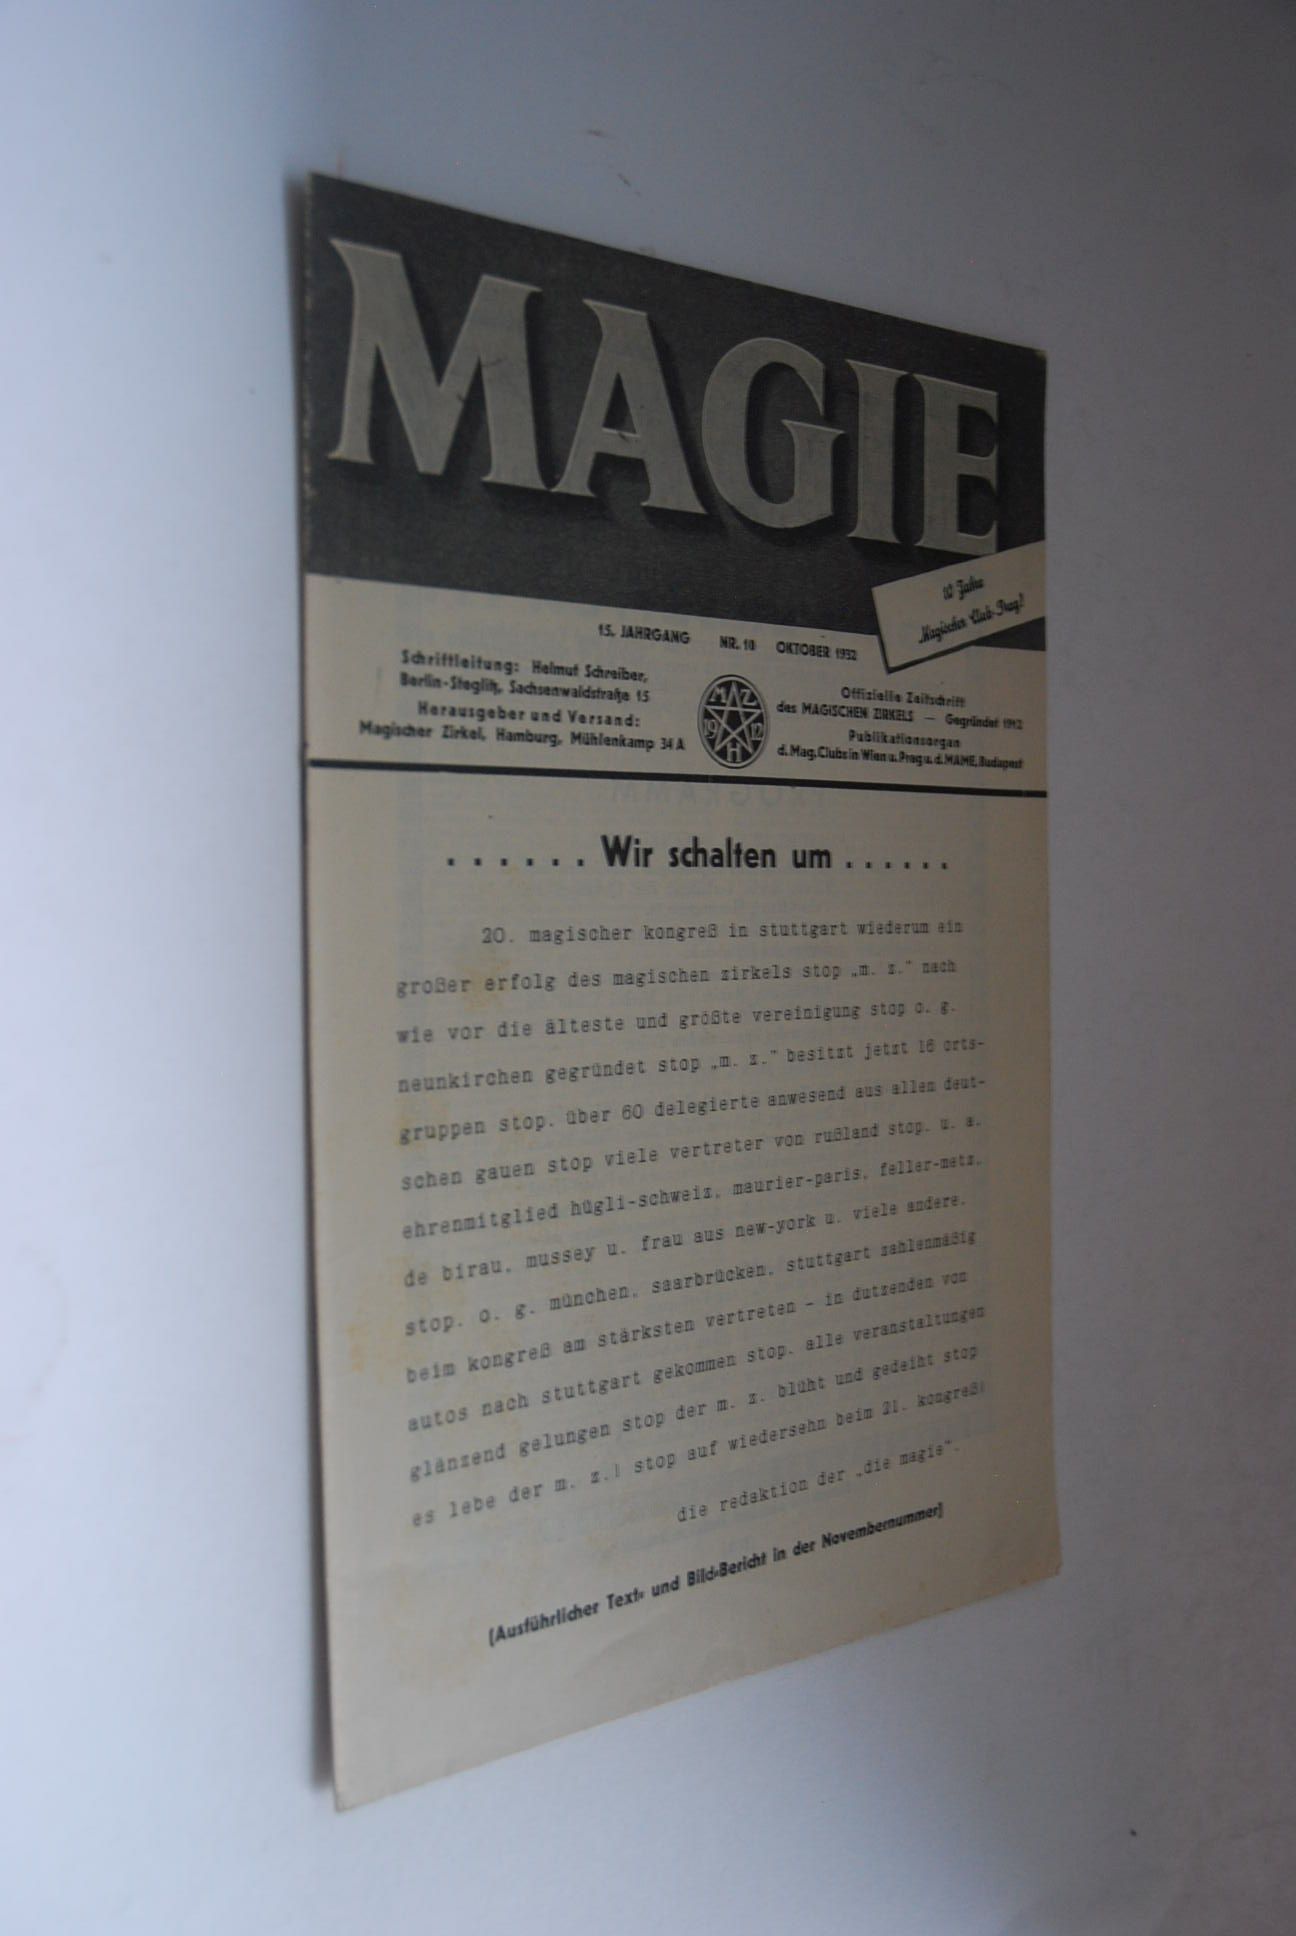 MAGIE
10 Jahre
Magischer Club-Prag!
15. JAHRGANG NR. 10 OKTOBER 1932
Schriftleitung: Helmut Schreiber,
Berlin-Steglitz, Sachsenwaldstraße 15
Herausgeber und Versand:
Magischer Zirkel, Hamburg, Mühlenkamp 34 A
M Z
19 12
H
Offizielle Zeitschrift
des MAGISCHEN ZIRKELS — Gegründet 1912
Publikationsorgan
d. Mag. Clubs in Wien u. Prag u. d. MAME, Budapest
. . . . . . Wir schalten um . . . . . .
20. magischer kongreß in stuttgart wiederum ein
großer erfolg des magischen zirkels stop „m. z." nach
wie vor die älteste und größte vereinigung stop o. g.
neunkirchen gegründet stop „m. z." besitzt jetzt 16 orts-
gruppen stop. über 60 delegierte anwesend aus allen deut-
schen gauen stop viele vertreter von rußland stop. u. a.
ehrenmitglied hügli-schweiz, maurier-paris, feller-metz,
de birau, mussey u. frau aus new-york u. viele andere.
stop. o. g. münchen, saarbrücken, stuttgart zahlenmäßig
beim kongreß am stärksten vertreten – in dutzenden von
autos nach stuttgart gekommen stop. alle veranstaltungen
glänzend gelungen stop der m. z. blüht und gedeiht stop
es lebe der m. z.! stop auf wiedersehn beim 21. kongreß!
die redaktion der „die magie".
(Ausführlicher Text- und Bild-Bericht in der Novembernummer)